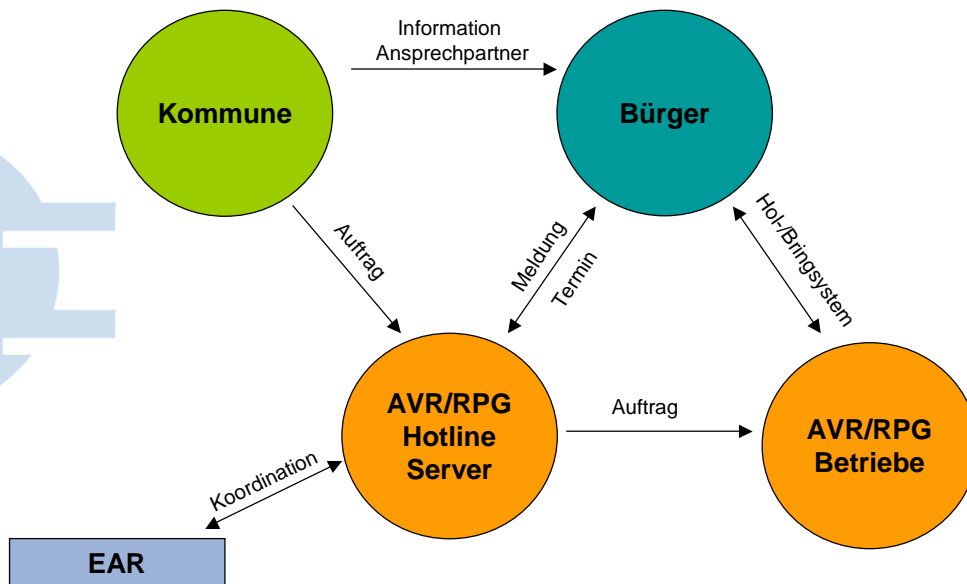 Information
Ansprechpartner
Kommune
Bürger
Auftrag
Meldung
Termin
Hol-/Bringsystem
AVR/RPG
Hotline
Server
Auftrag
AVR/RPG
Betriebe
Koordination
EAR